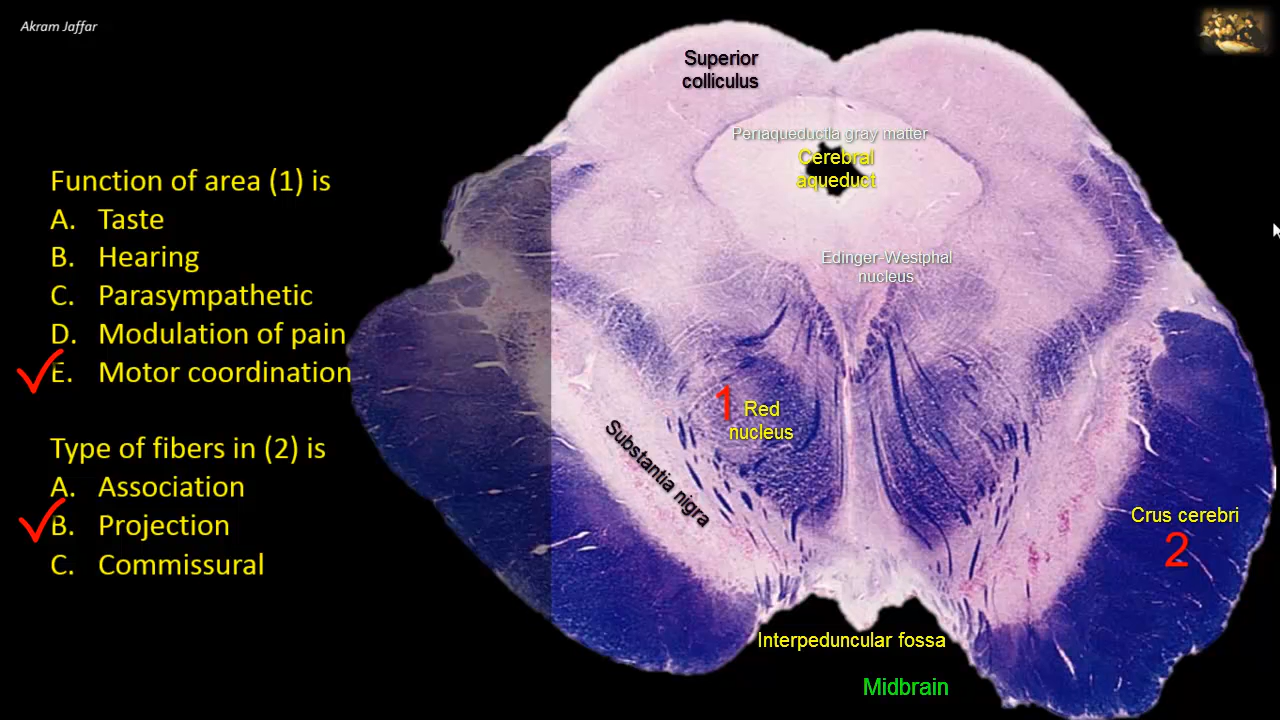 Akram Jaffar
Superior
colliculus
Periaqueductla gray matter
Cerebral
aqueduct
Edinger-Westphal
nucleus
Function of area (1) is
A. Taste
B. Hearing
C. Parasympathetic
D. Modulation of pain
E. Motor coordination
Type of fibers in (2) is
A. Association
B. Projection
C. Commissural
1 Red
nucleus
Substantia nigra
Crus cerebri
2
Interpeduncular fossa
Midbrain